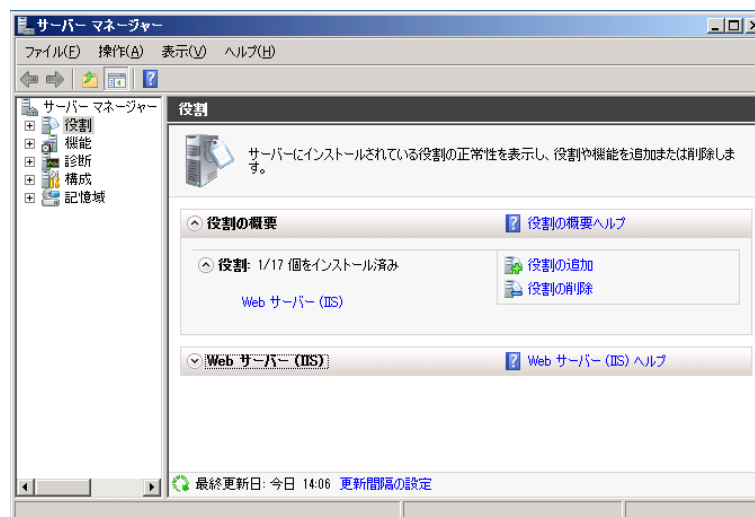 サーバー マネージャー
ファイル(F) 操作(A) 表示(V) ヘルプ(H)
サーバー マネージャー
役割
機能
診断
構成
記憶域
役割
サーバーにインストールされている役割の正常性を表示し、役割や機能を追加または削除しま
す。
役割の概要
役割の概要ヘルプ
役割: 1/17 個をインストール済み
Web サーバー (IIS)
役割の追加
役割の削除
Web サーバー (IIS)
Web サーバー (IIS) ヘルプ
最終更新日: 今日 14:06 更新間隔の設定